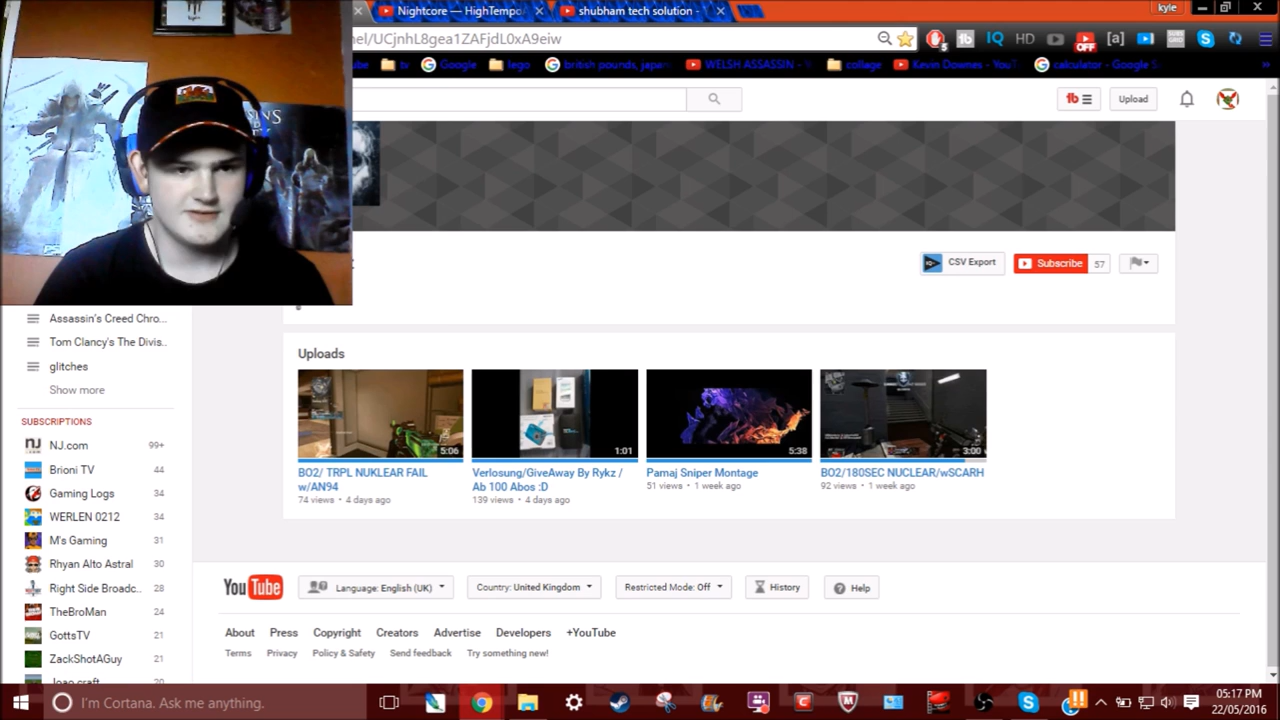 Nightcore — HighTempo
shubham tech solution -
kyle
nel/UCjnhL8gea1ZAFjdL0xA9eiw
IQ
HD
OFF
[a]
5
tv
Google
lego
british pounds, japan
WELSH ASSASSIN -
collage
Kevin Downes - YouT
calculator - Google S
»
Upload
CSV Export
Subscribe
57
Assassin's Creed Chro...
Tom Clancy's The Divis..
glitches
Show more
SUBSCRIPTIONS
NJ.com 99+
Brioni TV 44
Gaming Logs 34
WERLEN 0212 34
M's Gaming 31
Rhyan Alto Astral 30
Right Side Broadc.. 28
TheBroMan 24
GottsTV 21
ZackShotAGuy 21
Uploads
5:06
1:01
5:38
3:00
BO2/ TRPL NUKLEAR FAIL
w/AN94
74 views • 4 days ago
Verlosung/GiveAway By Rykz /
Ab 100 Abos :D
139 views • 4 days ago
Pamaj Sniper Montage
51 views • 1 week ago
BO2/180SEC NUCLEAR/wSCARH
92 views • 1 week ago
YouTube
Language: English (UK)
Country: United Kingdom
Restricted Mode: Off
History
Help
About Press Copyright Creators Advertise Developers +YouTube
Terms Privacy Policy & Safety Send feedback Try something new!
I'm Cortana. Ask me anything.
05:17 PM
22/05/2016